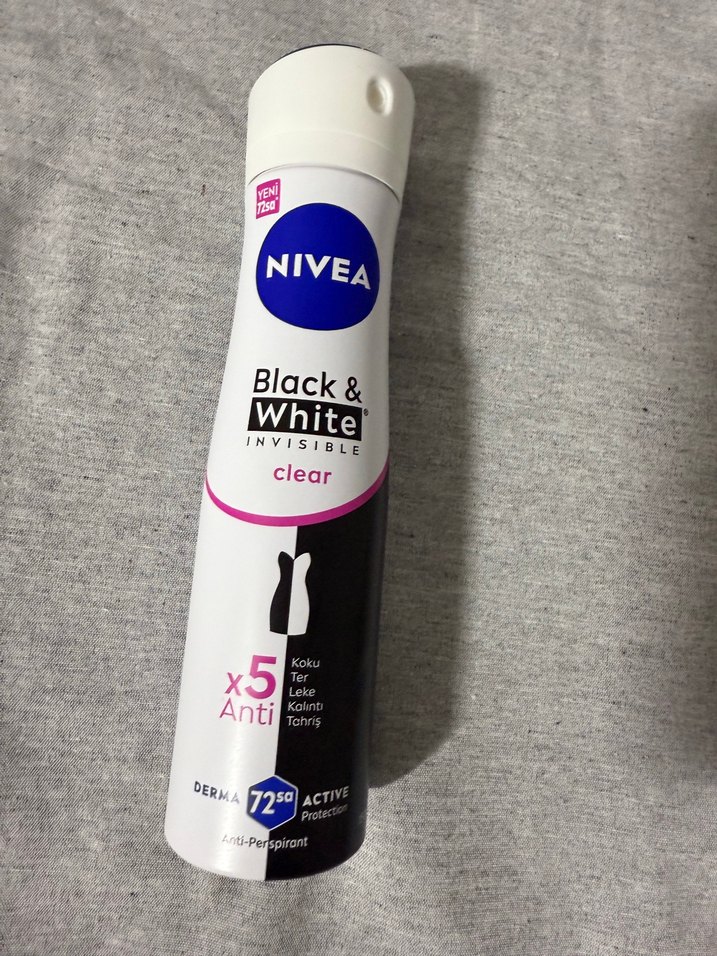 YENİ
72sa
NIVEA
Black &
White®
INVISIBLE
clear
x5
Anti
Koku
Ter
Leke
Kalıntı
Tahriş
DERMA 72sa ACTIVE
Protection
Anti-Perspirant